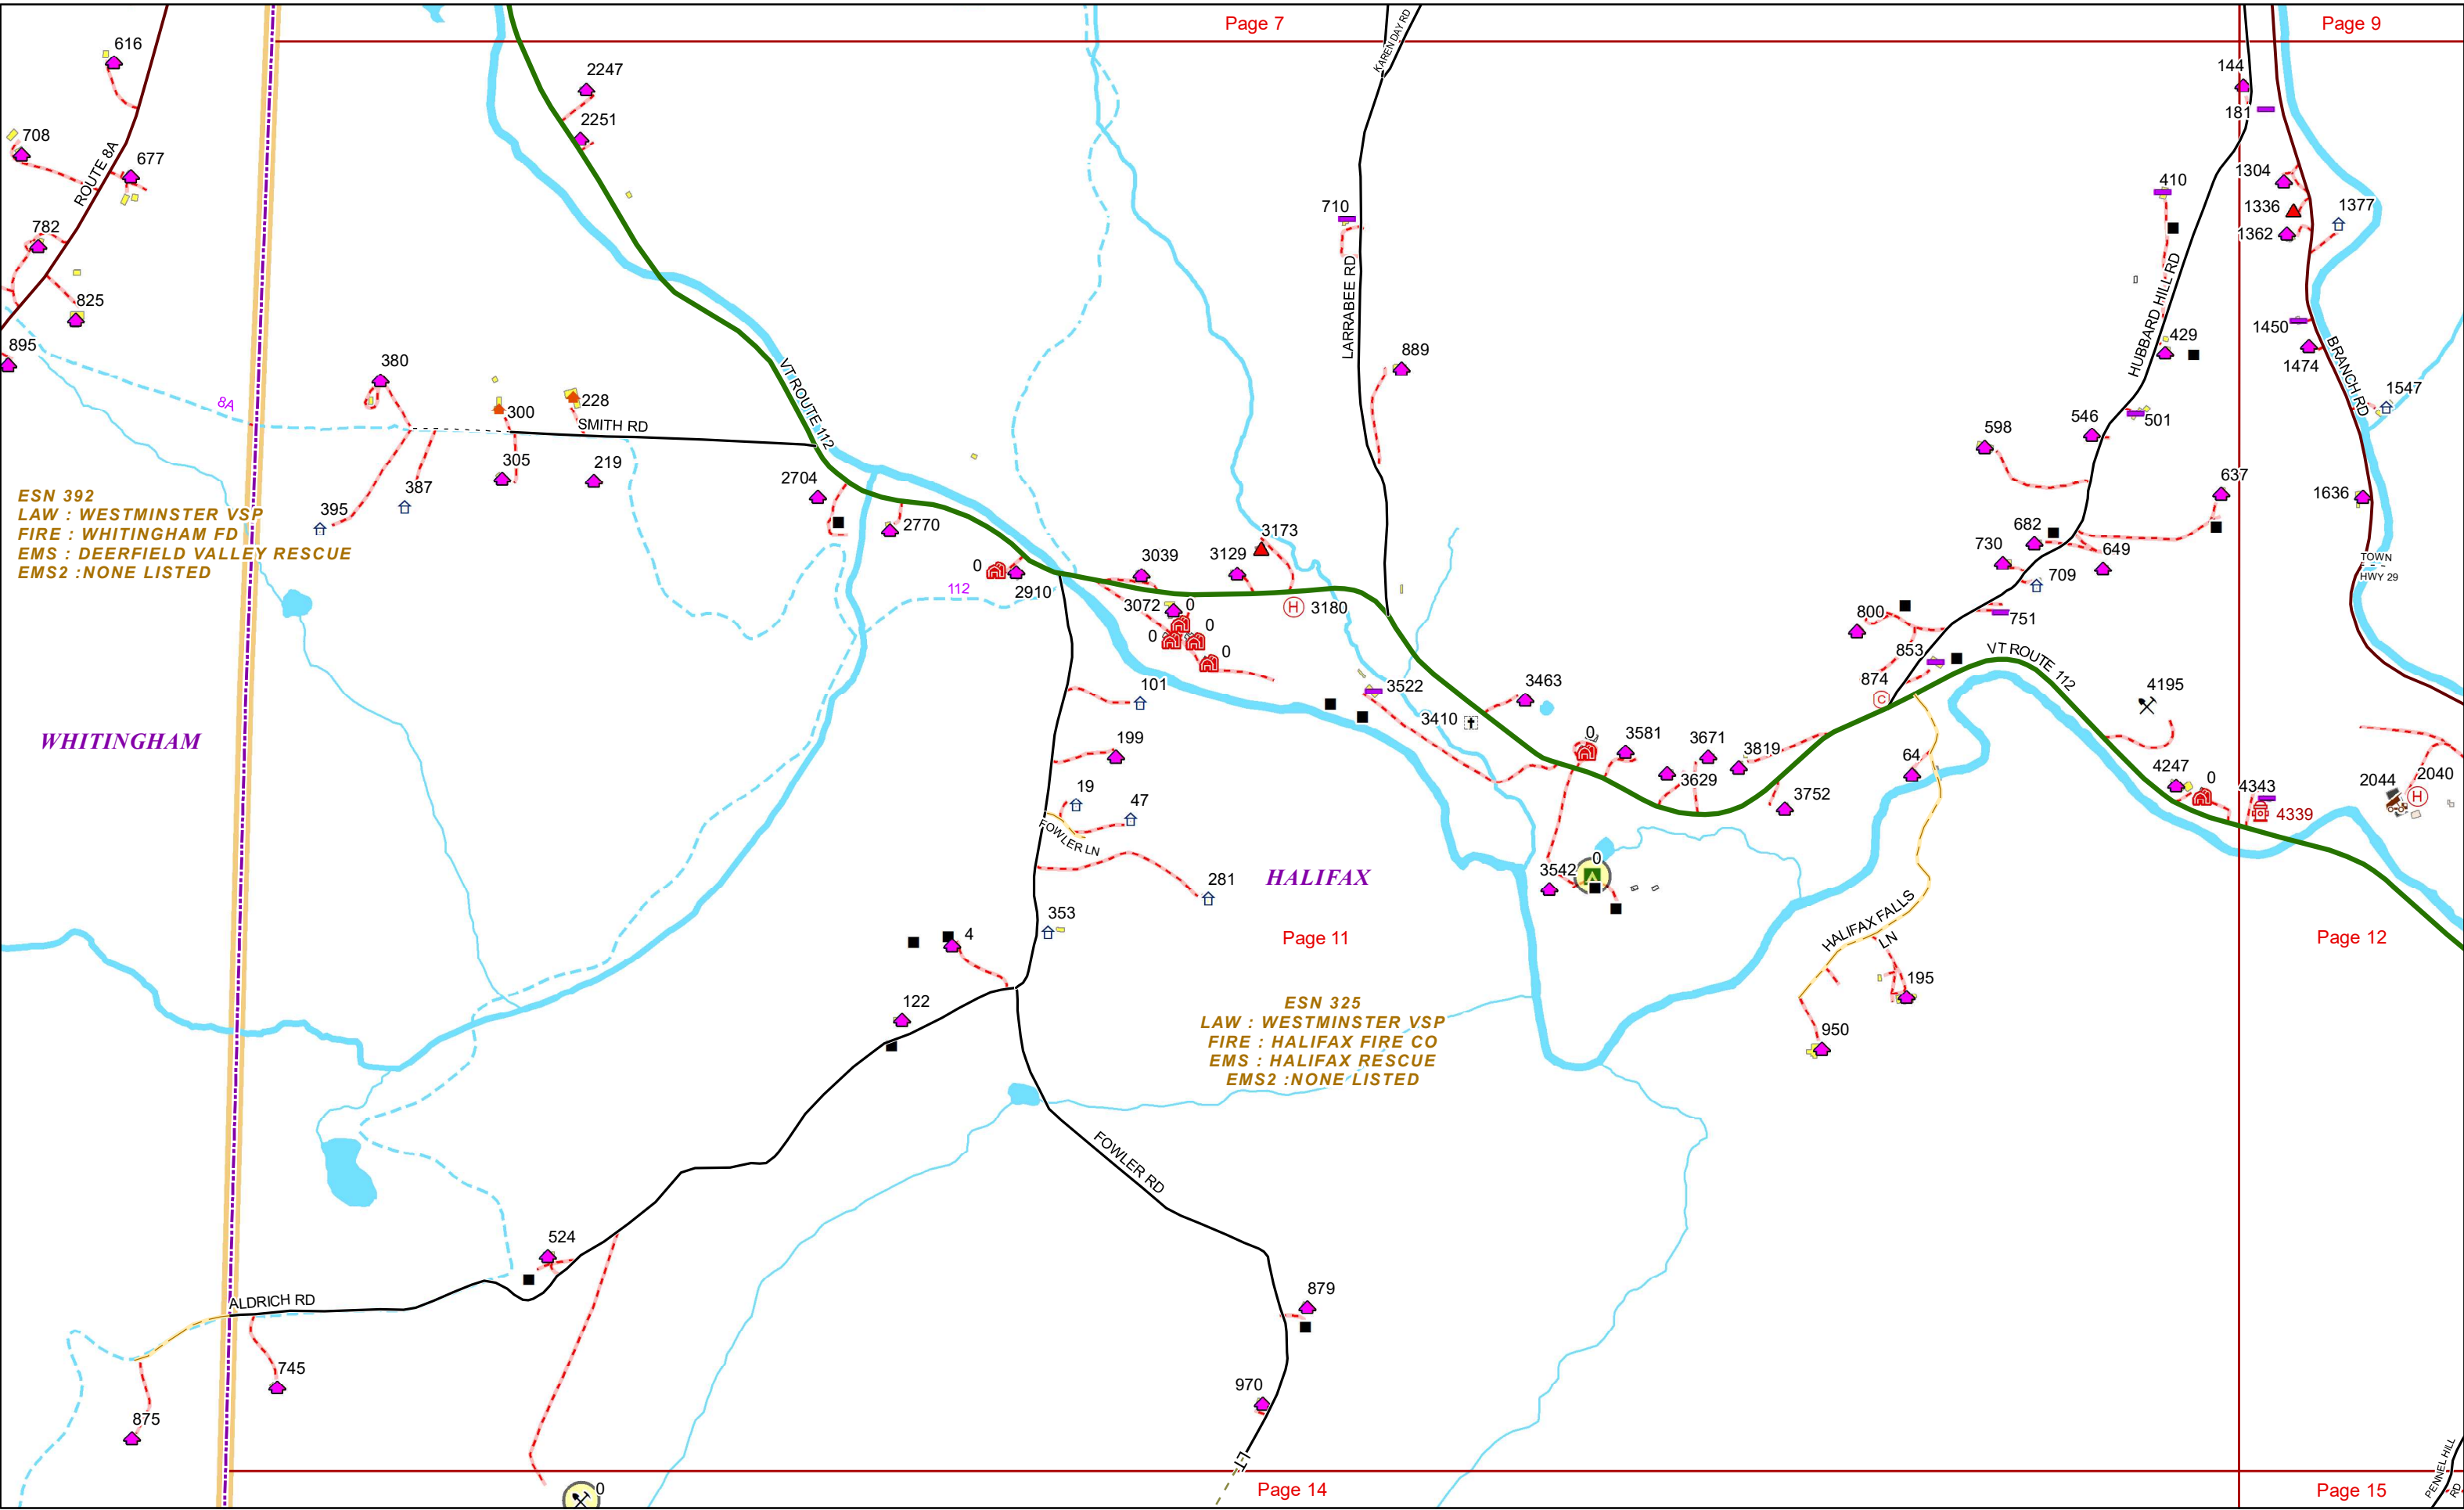 Page 7
Page 9
KAREN DAY RD
616
2247
144
181
2251
708
677
ROUTE 8A
1304
410
710
1336
1377
1362
782
LARRABEE RD
HUBBARD HILL RD
825
1450
429
1474
BRANCH RD
895
380
889
VT ROUTE 112
1547
8A
300
228
SMITH RD
546
501
598
305
219
2704
637
387
1636
395
ESN 392
LAW : WESTMINSTER VSP
FIRE : WHITINGHAM FD
EMS : DEERFIELD VALLEY RESCUE
EMS2 :NONE LISTED
2770
3173
682
3039
3129
730
649
TOWN
HWY 29
0
2910
112
709
3072
0
3180
800
751
0
0
0
853
VT ROUTE 112
874
101
3522
3463
4195
3410
WHITINGHAM
199
0
3581
3671
3819
64
3629
4247
0
2044
2040
19
47
3752
4343
4339
FOWLER LN
HALIFAX
281
3542
0
353
HALIFAX FALLS
LN
4
Page 11
Page 12
195
122
ESN 325
LAW : WESTMINSTER VSP
FIRE : HALIFAX FIRE CO
EMS : HALIFAX RESCUE
EMS2 :NONE LISTED
950
FOWLER RD
524
ALDRICH RD
879
745
970
875
LT
PENNEL HILL
RD
0
Page 14
Page 15
H
C
H